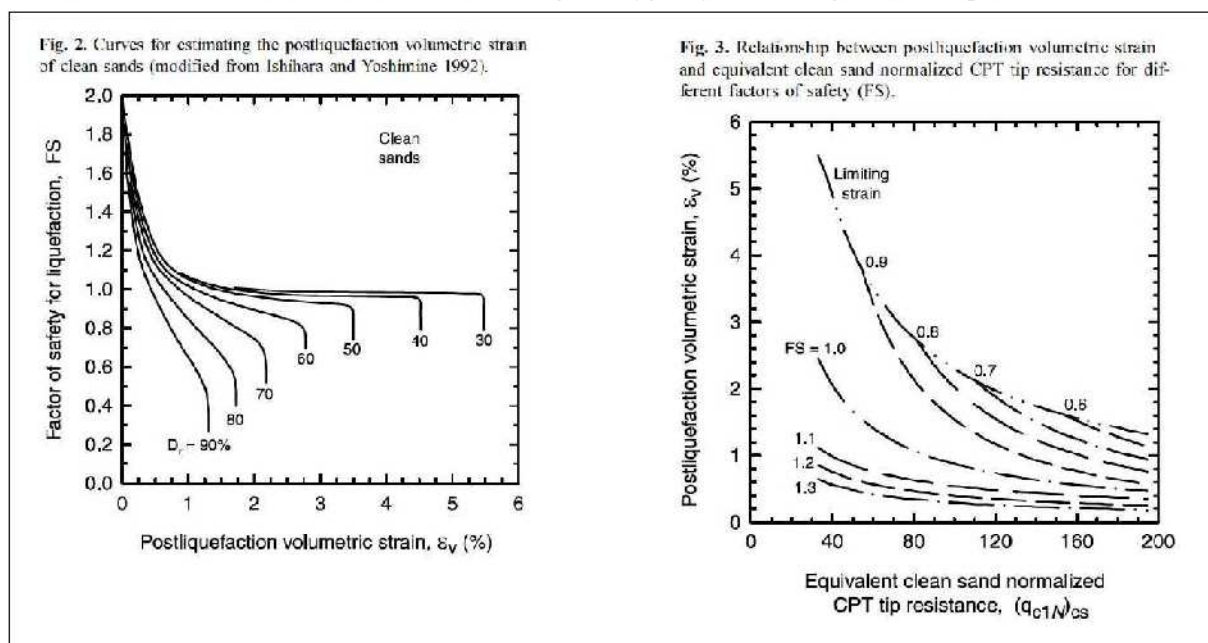 Fig. 2. Curves for estimating the postliquefaction volumetric strain
of clean sands (modified from Ishihara and Yoshimine 1992).
2.0
1.8
1.6
1.4
1.2
1.0
0.8
0.6
0.4
0.2
0.0
Factor of safety for liquefaction, FS
Clean
sands
30
40
50
60
70
80
Dr = 90%
0 1 2 3 4 5 6
Postliquefaction volumetric strain, εv (%)
Fig. 3. Relationship between postliquefaction volumetric strain
and equivalent clean sand normalized CPT tip resistance for dif-
ferent factors of safety (FS).
6
5
4
3
2
1
0
Postliquefaction volumetric strain, εv (%)
Limiting
strain
0.9
0.8
0.7
0.6
FS = 1.0
1.1
1.2
1.3
0 40 80 120 160 200
Equivalent clean sand normalized
CPT tip resistance, (qc1N)cs